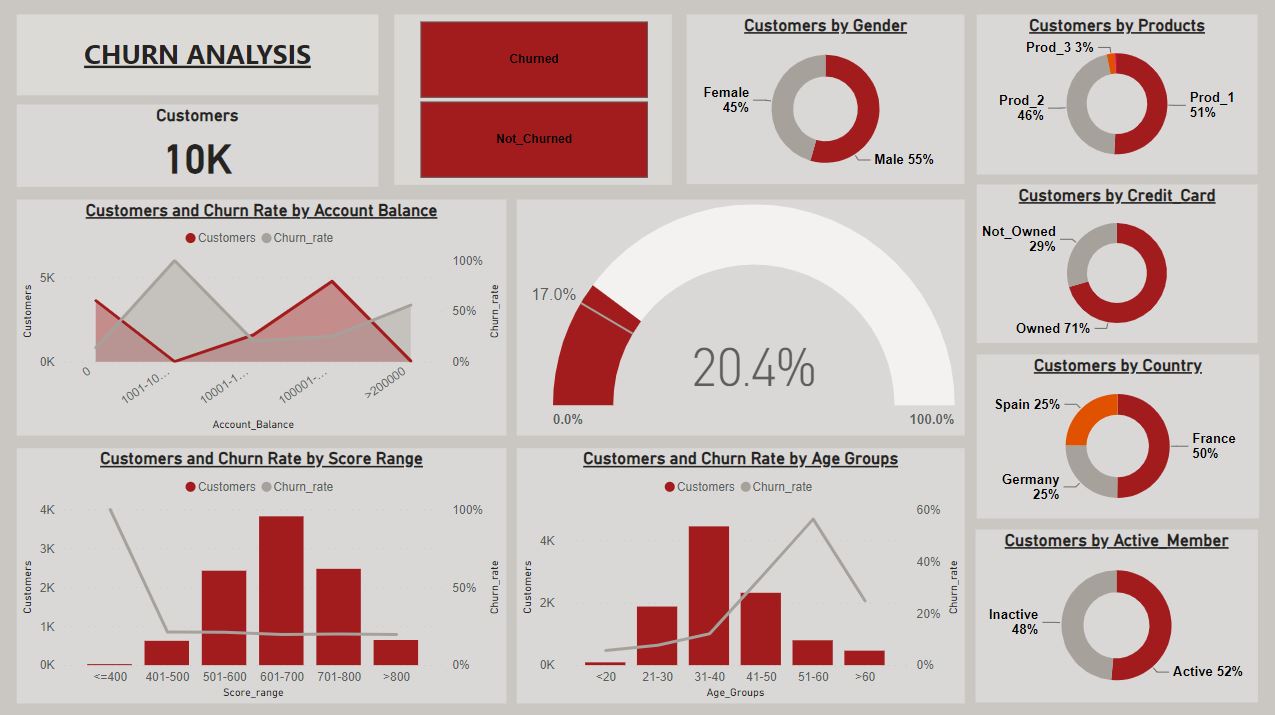 CHURN ANALYSIS
Customers
10K
Churned
Not_Churned
Customers by Gender
Female
45%
Male 55%
Customers by Products
Prod_3 3%
Prod_2
46%
Prod_1
51%
Customers and Churn Rate by Account Balance
Customers Churn_rate
5K
0K
Customers
100%
50%
0%
Churn_rate
0
1001-10...
10001-1...
100001-...
>200000
Account_Balance
17.0%
20.4%
0.0%
100.0%
Customers by Credit_Card
Not_Owned
29%
Owned 71%
Customers by Country
Spain 25%
France
50%
Germany
25%
Customers and Churn Rate by Score Range
Customers Churn_rate
4K
3K
2K
1K
0K
Customers
100%
50%
0%
Churn_rate
<=400 401-500 501-600 601-700 701-800 >800
Score_range
Customers and Churn Rate by Age Groups
Customers Churn_rate
4K
2K
0K
Customers
60%
40%
20%
0%
Churn_rate
<20 21-30 31-40 41-50 51-60 >60
Age_Groups
Customers by Active_Member
Inactive
48%
Active 52%